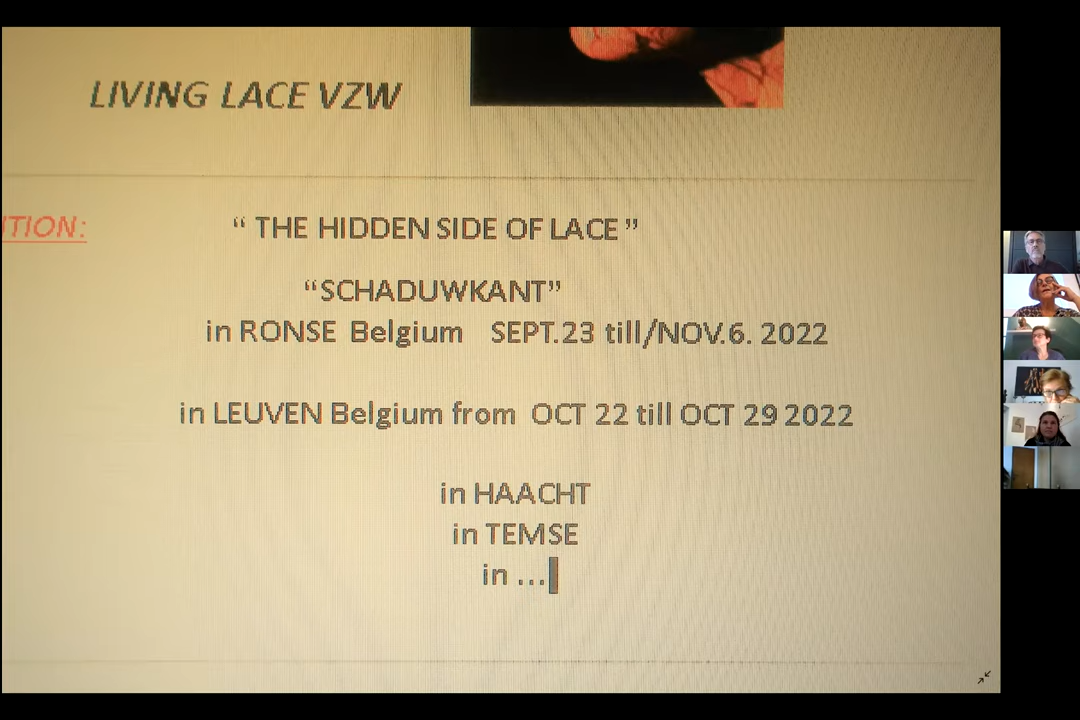 LIVING LACE VZW
ITION:
“ THE HIDDEN SIDE OF LACE ”
“SCHADUWKANT”
in RONSE Belgium SEPT.23 till/NOV.6. 2022
in LEUVEN Belgium from OCT 22 till OCT 29 2022
in HAACHT
in TEMSE
in ...